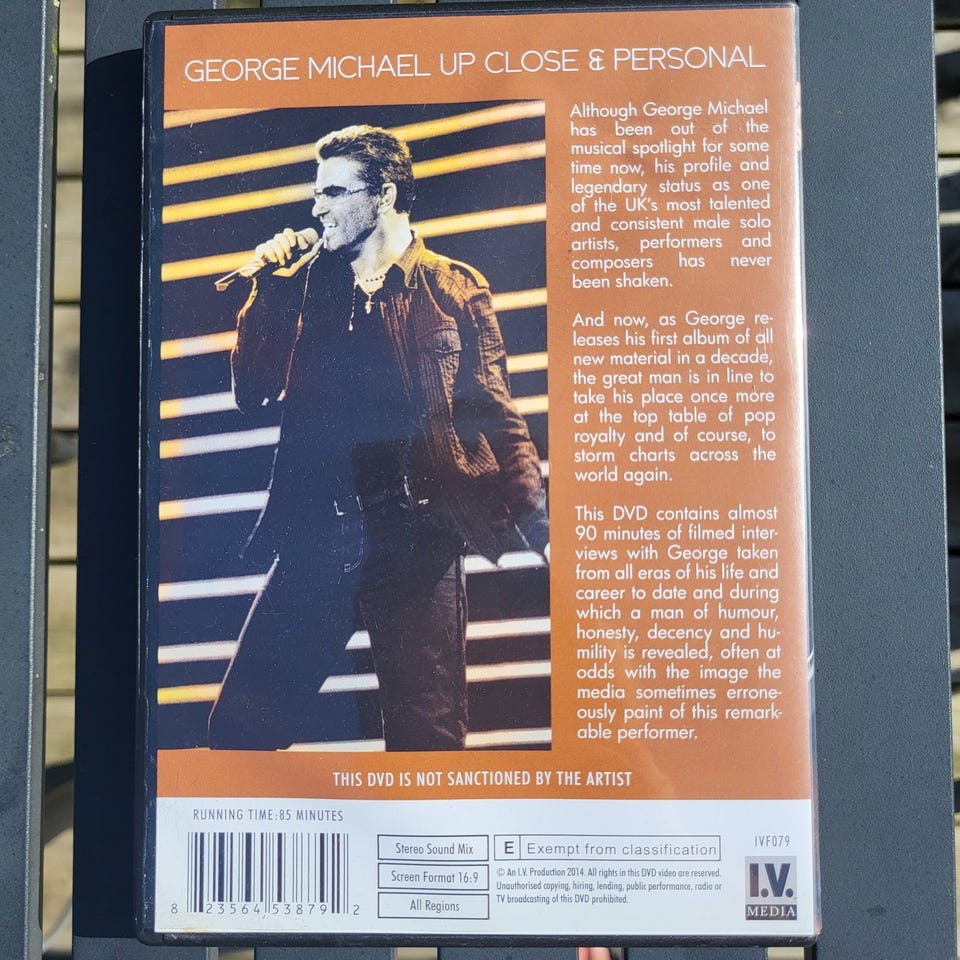 GEORGE MICHAEL UP CLOSE & PERSONAL
Although George Michael
has been out of the
musical spotlight for some
time now, his profile and
legendary status as one
of the UK's most talented
and consistent male solo
artists, performers and
composers has never
been shaken.
And now, as George re-
leases his first album of all
new material in a decade,
the great man is in line to
take his place once more
at the top table of pop
royalty and of course, to
storm charts across the
world again.
This DVD contains almost
90 minutes of filmed inter-
views with George taken
from all eras of his life and
career to date and during
which a man of humour,
honesty, decency and hu-
mility is revealed, often at
odds with the image the
media sometimes errone-
ously paint of this remark-
able performer.
THIS DVD IS NOT SANCTIONED BY THE ARTIST
RUNNING TIME:85 MINUTES
8 23564 53879 2
Stereo Sound Mix
Screen Format 16:9
All Regions
E Exempt from classification
© An I.V. Production 2014. All rights in this DVD video are reserved.
Unauthorised copying, hiring, lending, public performance, radio or
TV broadcasting of this DVD prohibited.
IVF079
I.V.
MEDIA